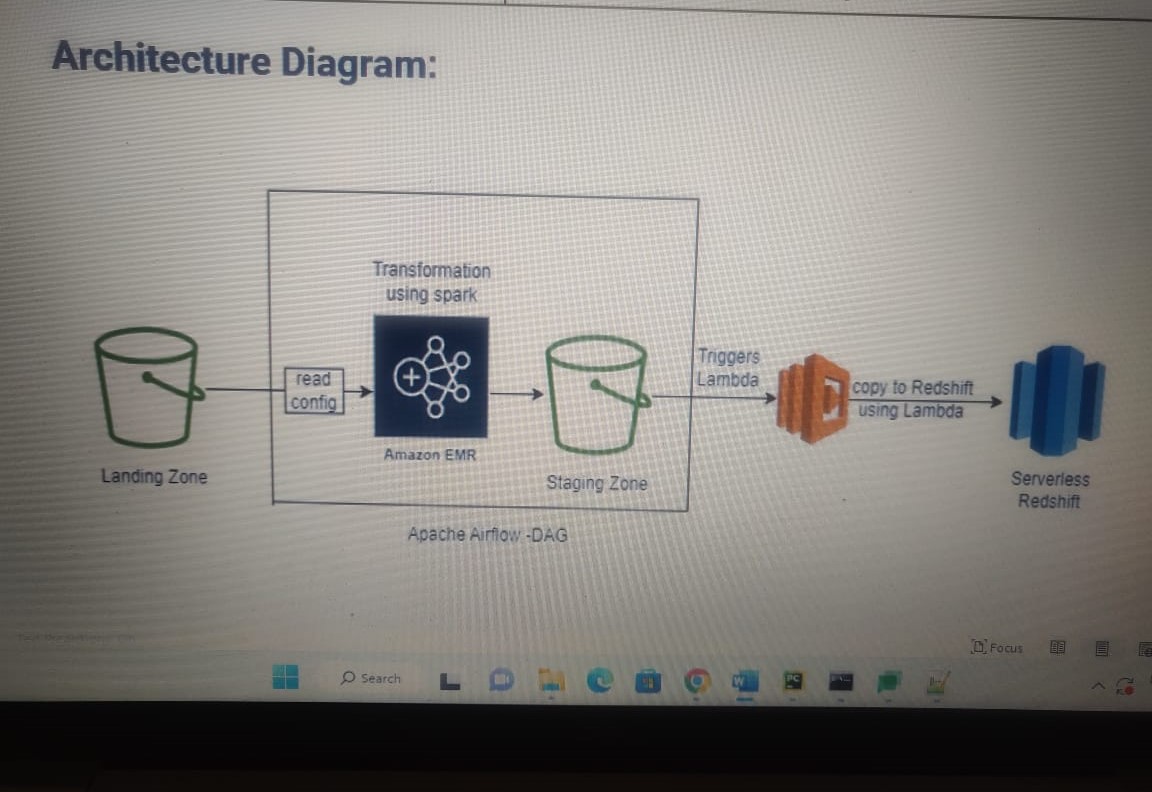 Architecture Diagram:
Transformation
using spark
read
config
Amazon EMR
Landing Zone
Staging Zone
Triggers
Lambda
copy to Redshift
using Lambda
Serverless
Redshift
Apache Airflow -DAG
Focus
Search
W
PC